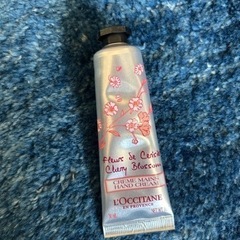 Fleurs de Cerisier
Cherry Blossom
CRÈME MAINS
HAND CREAM
L'OCCITANE
EN PROVENCE